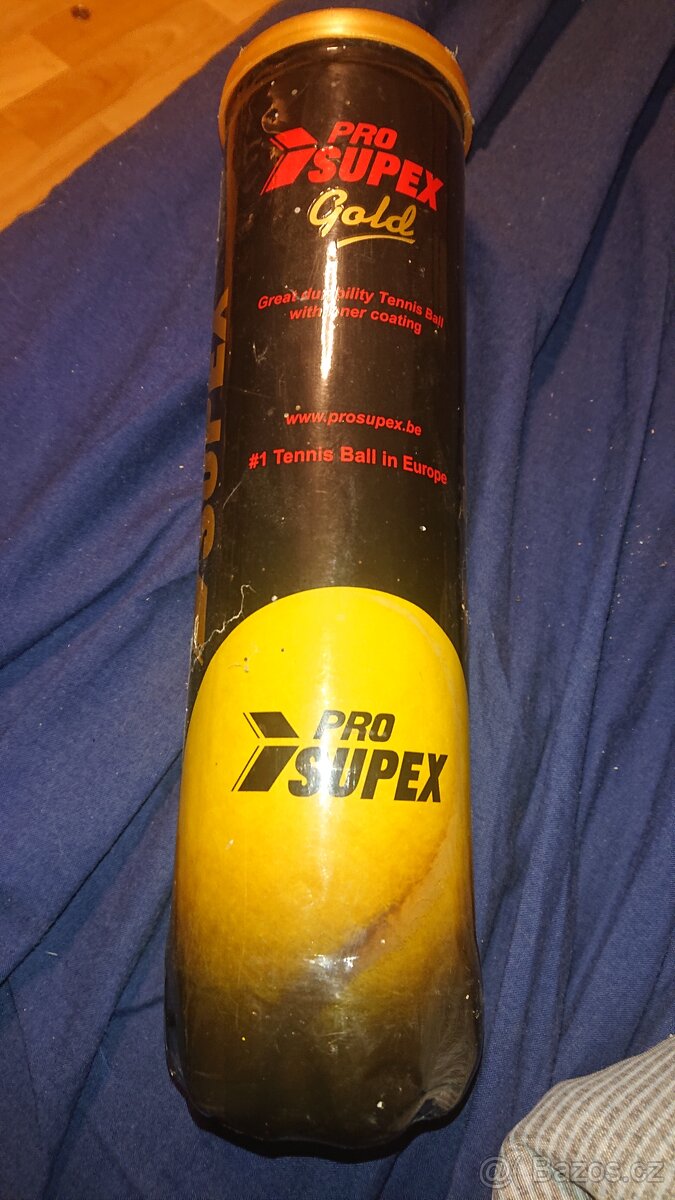 PRO
SUPEX
Gold
Great durability Tennis Ball
with inner coating
www.prosupex.be
#1 Tennis Ball in Europe
SUPEX
PRO
SUPEX
Bazos.cz